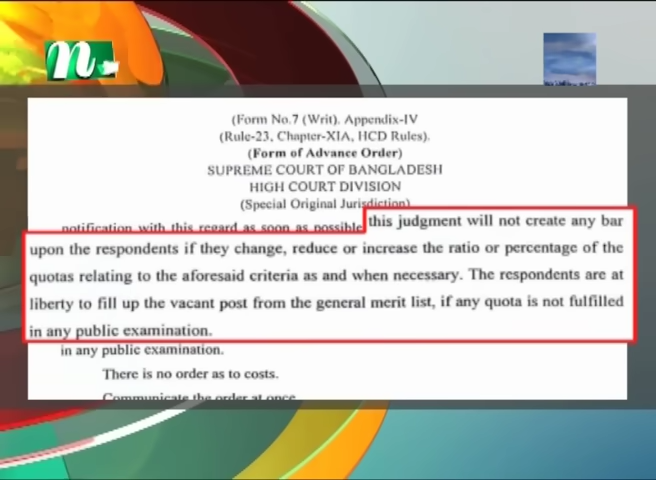 n
(Form No.7 (Writ). Appendix-IV
(Rule-23, Chapter-XIA, HCD Rules).
(Form of Advance Order)
SUPREME COURT OF BANGLADESH
HIGH COURT DIVISION
(Special Original Jurisdiction)
notification with this regard as soon as possible
this judgment will not create any bar
upon the respondents if they change, reduce or increase the ratio or percentage of the
quotas relating to the aforesaid criteria as and when necessary. The respondents are at
liberty to fill up the vacant post from the general merit list, if any quota is not fulfilled
in any public examination.
in any public examination.
There is no order as to costs.
Communicate the order at once